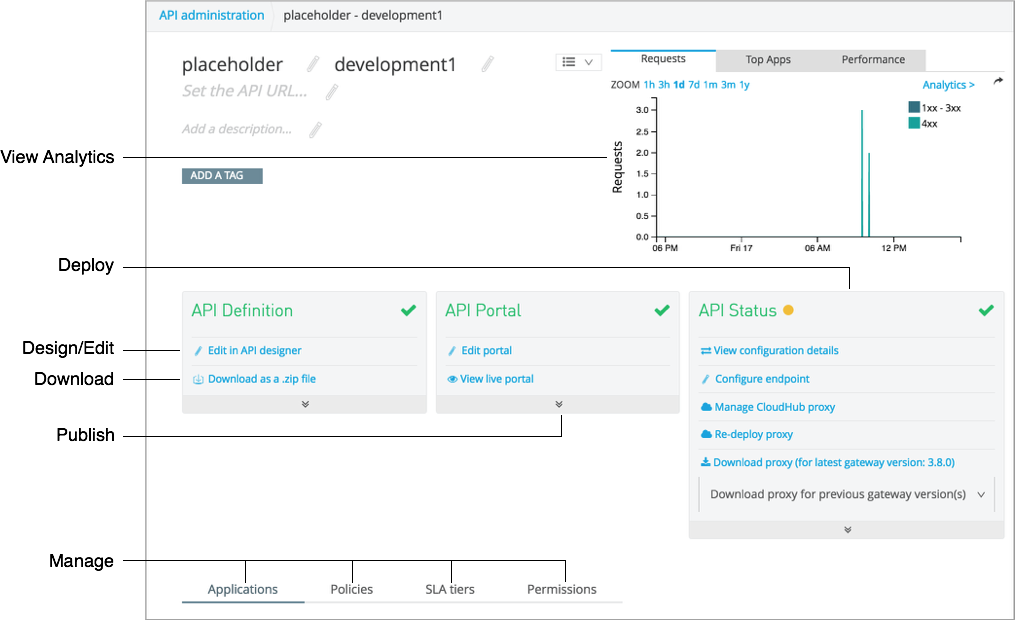 API administration placeholder - development1
placeholder development1
Set the API URL...
Add a description...
ADD A TAG
Requests Top Apps Performance
ZOOM 1h 3h 1d 7d 1m 3m 1y Analytics >
1xx - 3xx
4xx
Requests
3.0
2.5
2.0
1.5
1.0
0.5
0.0
06 PM Fri 17 06 AM 12 PM
View Analytics
Deploy
Design/Edit
Download
Publish
Manage
API Definition
Edit in API designer
Download as a .zip file
API Portal
Edit portal
View live portal
API Status
View configuration details
Configure endpoint
Manage CloudHub proxy
Re-deploy proxy
Download proxy (for latest gateway version: 3.8.0)
Download proxy for previous gateway version(s)
Applications Policies SLA tiers Permissions